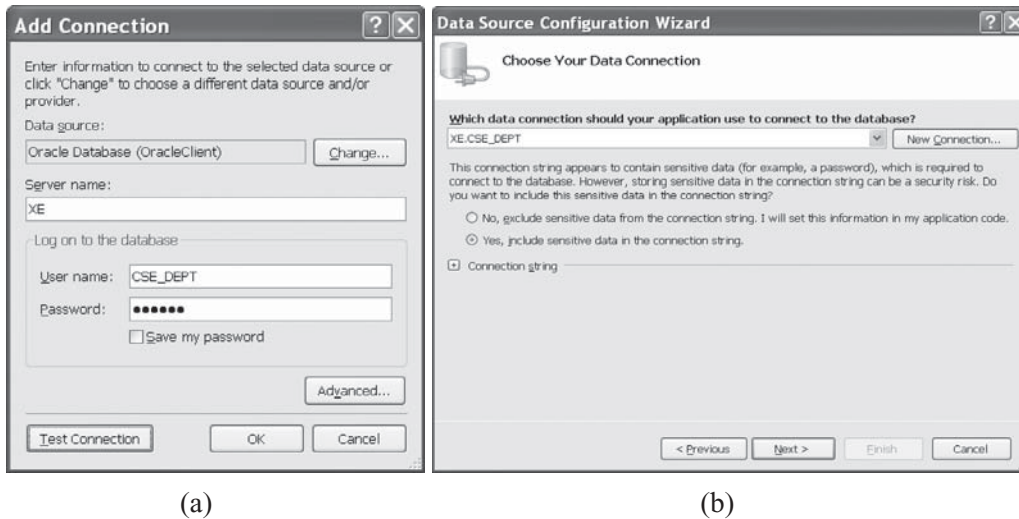 Add Connection
Enter information to connect to the selected data source or
click "Change" to choose a different data source and/or
provider.
Data source:
Oracle Database (OracleClient)
Change...
Server name:
XE
Log on to the database
User name:
CSE_DEPT
Password:
●●●●●●
Save my password
Advanced...
Test Connection
OK
Cancel
(a)
Data Source Configuration Wizard
Choose Your Data Connection
Which data connection should your application use to connect to the database?
XE.CSE_DEPT
New Connection...
This connection string appears to contain sensitive data (for example, a password), which is required to
connect to the database. However, storing sensitive data in the connection string can be a security risk. Do
you want to include this sensitive data in the connection string?
No, exclude sensitive data from the connection string. I will set this information in my application code.
Yes, include sensitive data in the connection string.
Connection string
< Previous
Next >
Finish
Cancel
(b)